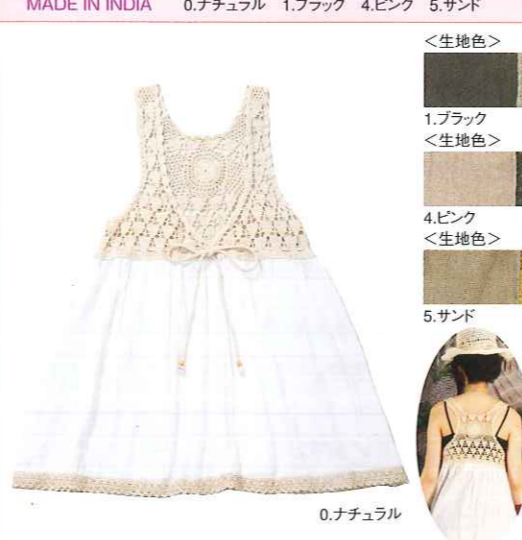 MADE IN INDIA 0.ナチュラル 1.ブラック 4.ピンク 5.サンド
<生地色>
1.ブラック
<生地色>
4.ピンク
<生地色>
5.サンド
0.ナチュラル